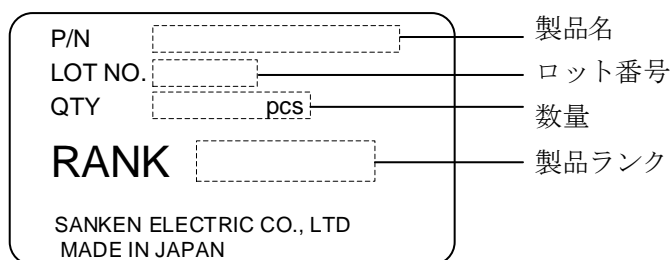 P/N 製品名
LOT NO. ロット番号
QTY pcs 数量
RANK 製品ランク
SANKEN ELECTRIC CO., LTD
MADE IN JAPAN